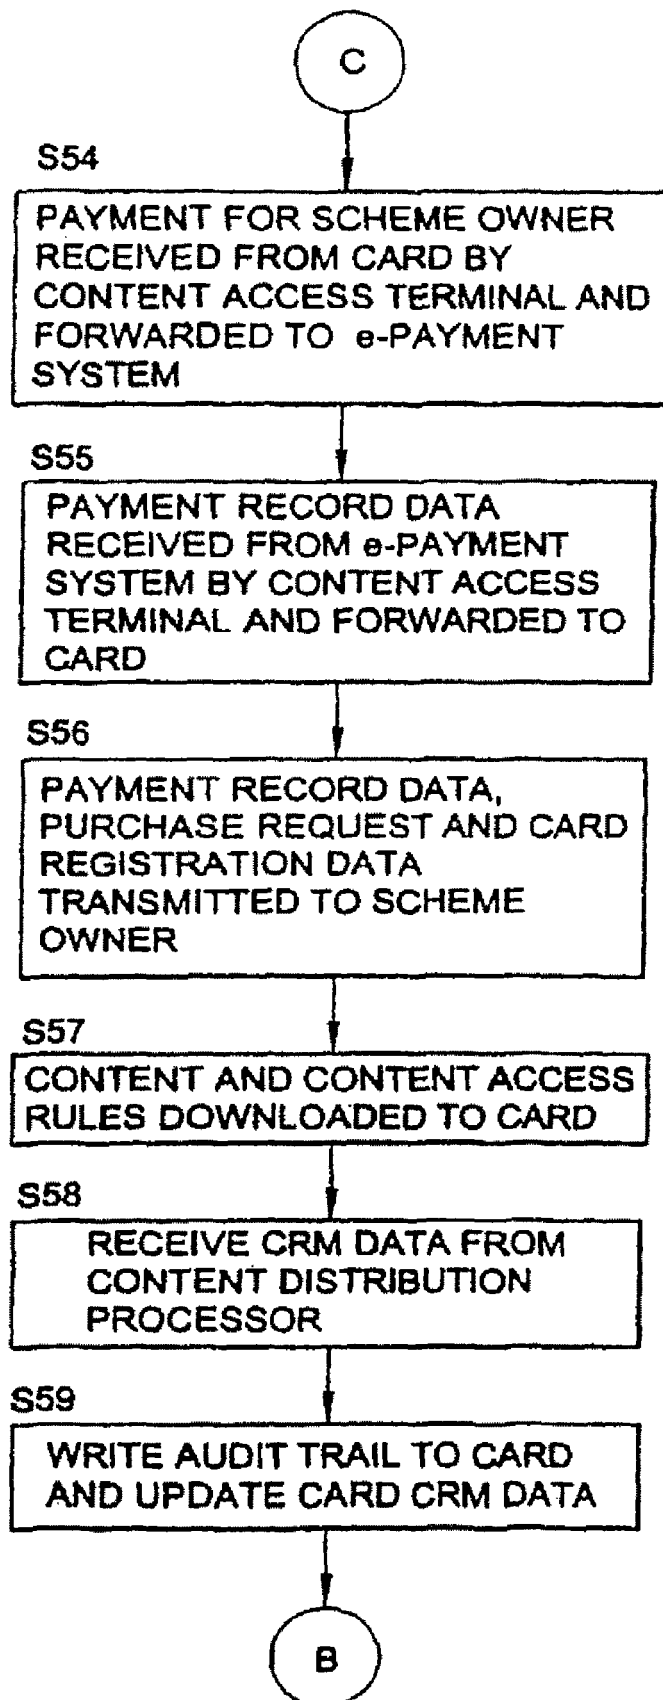 C
S54
PAYMENT FOR SCHEME OWNER
RECEIVED FROM CARD BY
CONTENT ACCESS TERMINAL AND
FORWARDED TO e-PAYMENT
SYSTEM
S55
PAYMENT RECORD DATA
RECEIVED FROM e-PAYMENT
SYSTEM BY CONTENT ACCESS
TERMINAL AND FORWARDED TO
CARD
S56
PAYMENT RECORD DATA,
PURCHASE REQUEST AND CARD
REGISTRATION DATA
TRANSMITTED TO SCHEME
OWNER
S57
CONTENT AND CONTENT ACCESS
RULES DOWNLOADED TO CARD
S58
RECEIVE CRM DATA FROM
CONTENT DISTRIBUTION
PROCESSOR
S59
WRITE AUDIT TRAIL TO CARD
AND UPDATE CARD CRM DATA
B